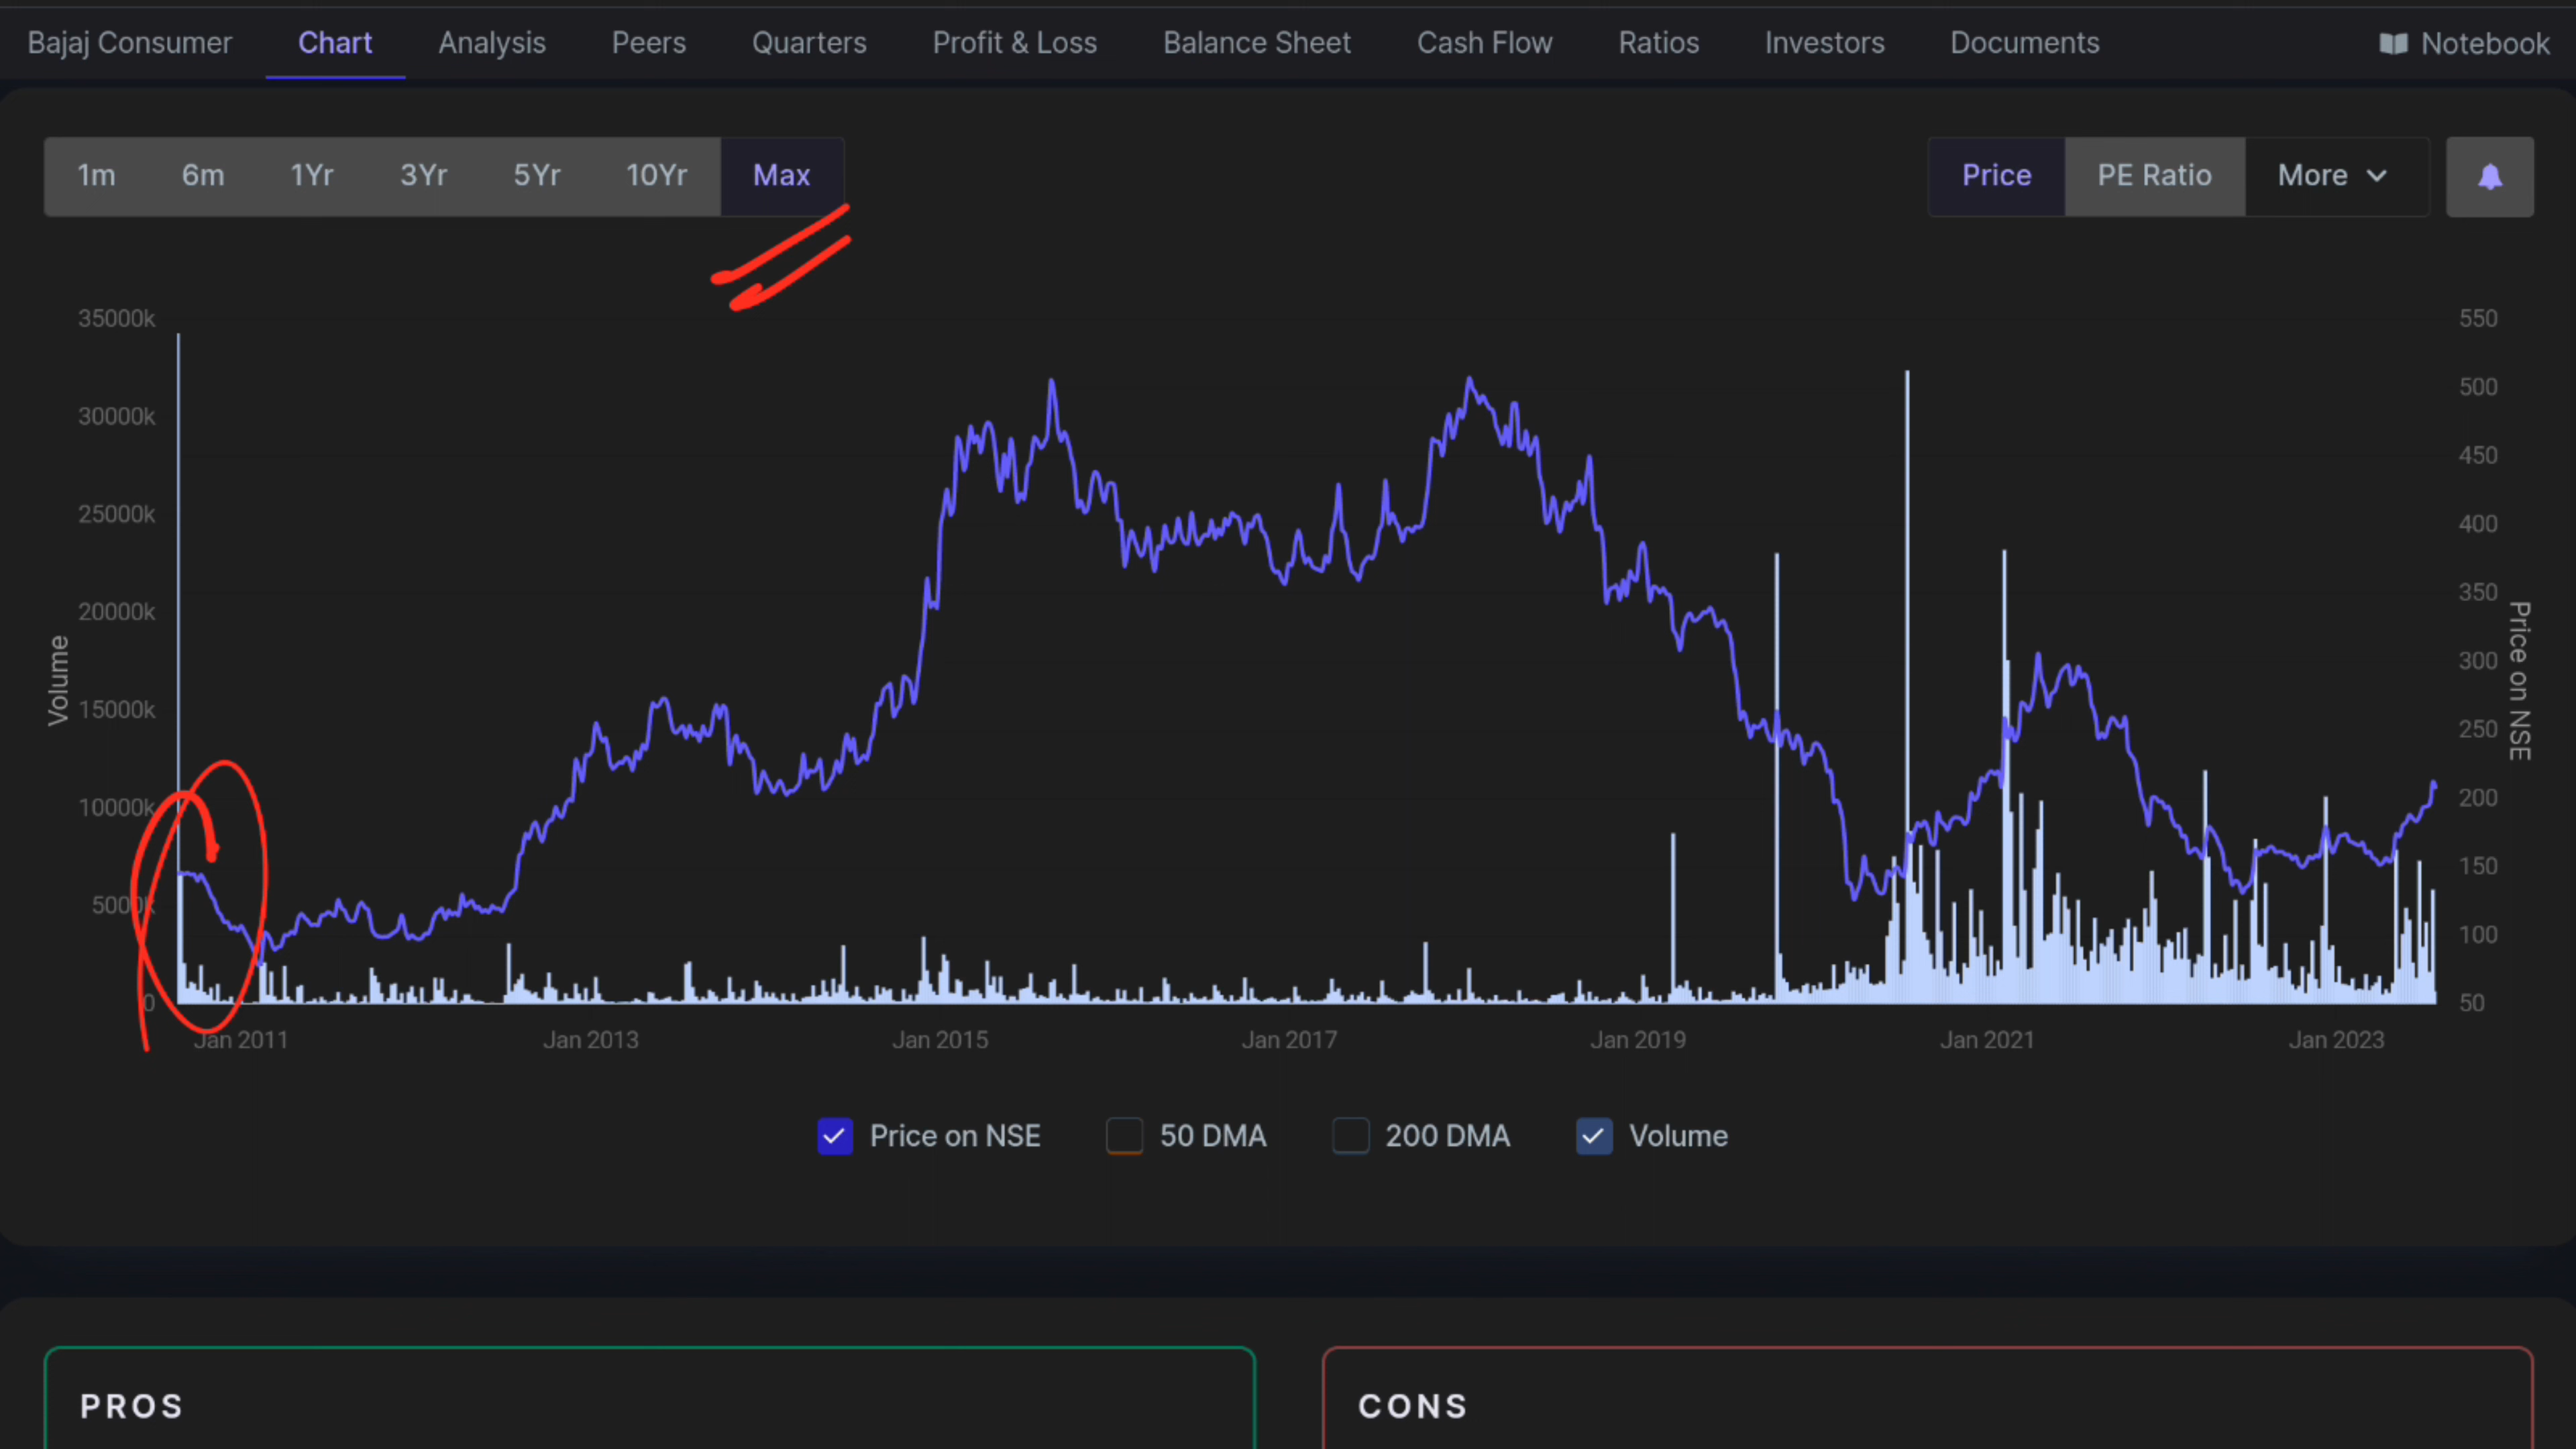 Bajaj Consumer Chart Analysis Peers Quarters Profit & Loss Balance Sheet Cash Flow Ratios Investors Documents Notebook
1m 6m 1Yr 3Yr 5Yr 10Yr Max Price PE Ratio More
35000k 550
30000k 500
25000k 450
20000k 400
15000k 350
10000k 300
5000k 250
0 200
150
100
50
Volume
Price on NSE
Jan 2011 Jan 2013 Jan 2015 Jan 2017 Jan 2019 Jan 2021 Jan 2023
Price on NSE 50 DMA 200 DMA Volume
PROS CONS